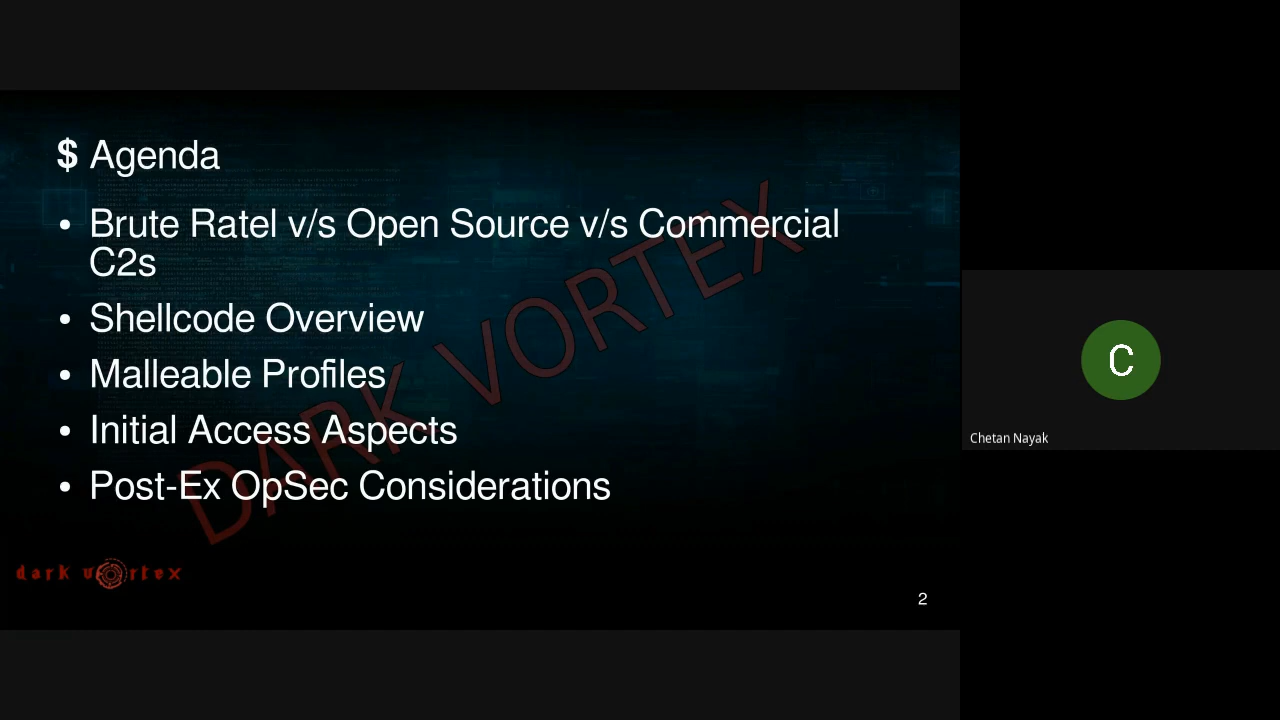 $ Agenda
• Brute Ratel v/s Open Source v/s Commercial
C2s
• Shellcode Overview
• Malleable Profiles
• Initial Access Aspects
• Post-Ex OpSec Considerations
DARK VORTEX
dark vortex
2
C
Chetan Nayak